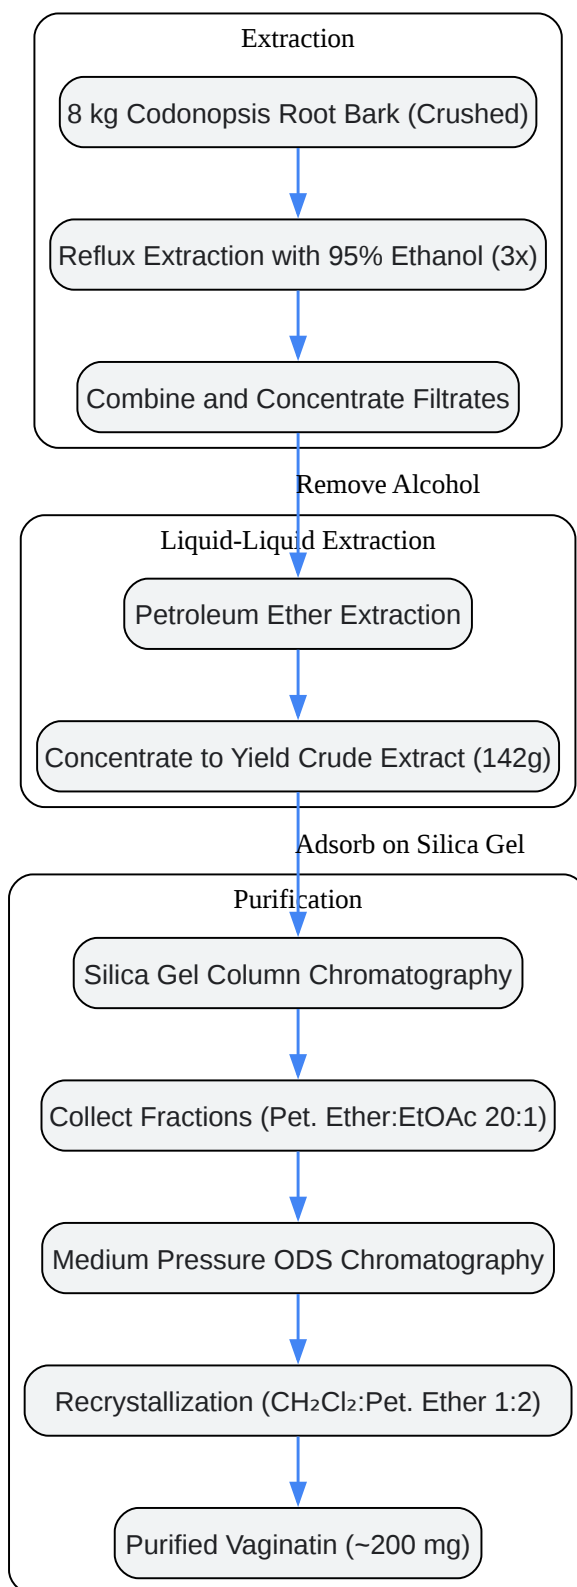 Extraction
8 kg Codonopsis Root Bark (Crushed)
Reflux Extraction with 95% Ethanol (3x)
Combine and Concentrate Filtrates
Remove Alcohol
Liquid-Liquid Extraction
Petroleum Ether Extraction
Concentrate to Yield Crude Extract (142g)
Adsorb on Silica Gel
Purification
Silica Gel Column Chromatography
Collect Fractions (Pet. Ether:EtOAc 20:1)
Medium Pressure ODS Chromatography
Recrystallization (CH₂Cl₂:Pet. Ether 1:2)
Purified Vaginatin (~200 mg)